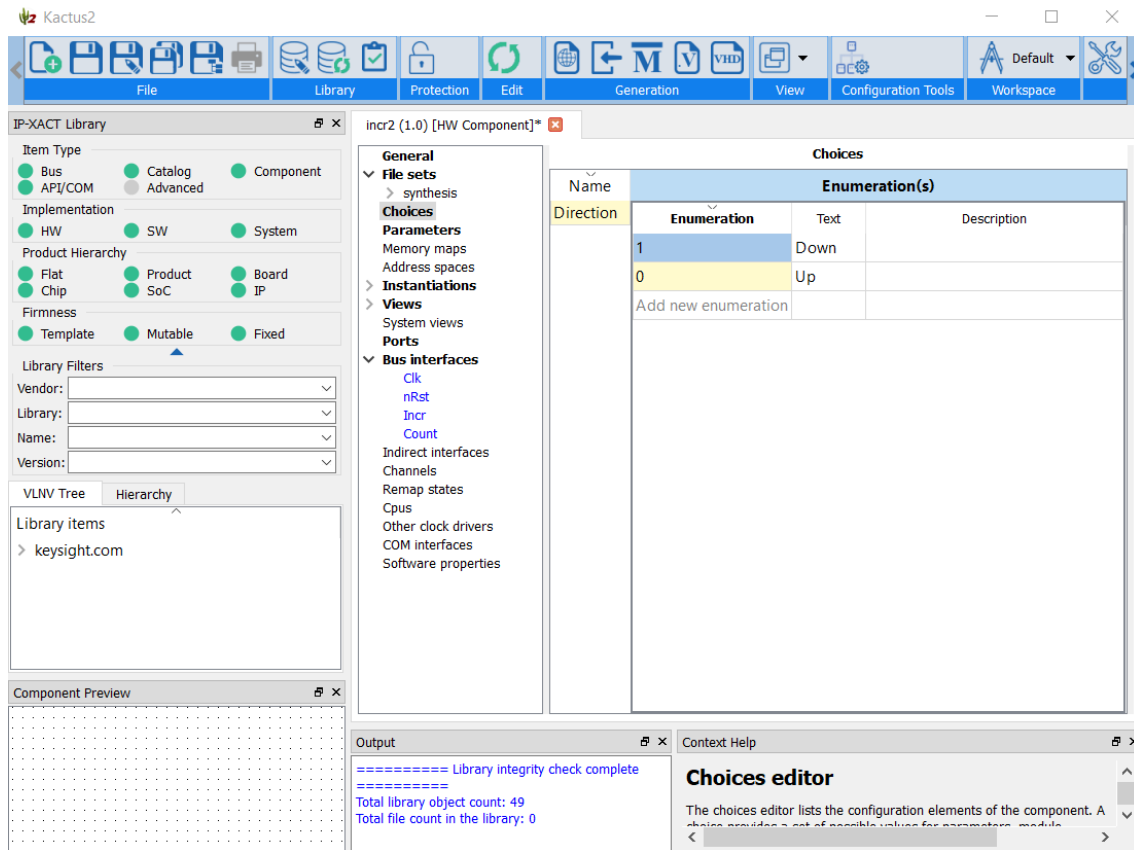 Kactus2
File
Library
Protection
Edit
Generation
View
Configuration Tools
Workspace
M
.V
VHD
Default
IP-XACT Library
Item Type
Bus
Catalog
Component
API/COM
Advanced
Implementation
HW
SW
System
Product Hierarchy
Flat
Product
Board
Chip
SoC
IP
Firmness
Template
Mutable
Fixed
Library Filters
Vendor:
Library:
Name:
Version:
VLNV Tree
Hierarchy
Library items
keysight.com
Component Preview
incr2 (1.0) [HW Component]*
General
File sets
synthesis
Choices
Parameters
Memory maps
Address spaces
Instantiations
Views
System views
Ports
Bus interfaces
Clk
nRst
Incr
Count
Indirect interfaces
Channels
Remap states
Cpus
Other clock drivers
COM interfaces
Software properties
Choices
Name
Enumeration(s)
Direction
Enumeration
Text
Description
1
Down
0
Up
Add new enumeration
Output
========== Library integrity check complete
==========
Total library object count: 49
Total file count in the library: 0
Context Help
Choices editor
The choices editor lists the configuration elements of the component. A